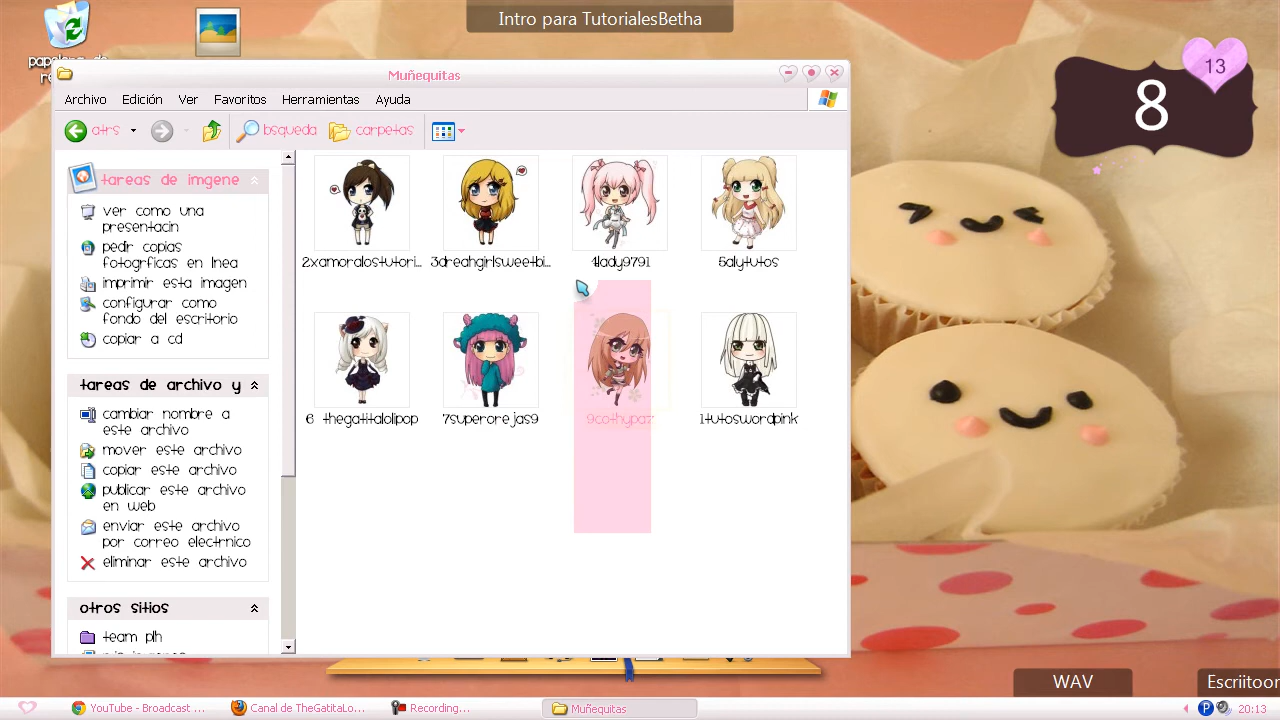 Intro para TutorialesBetha
13
8
Muñequitas
Archivo Edición Ver Favoritos Herramientas Ayuda
atrs bsqueda carpetas
tareas de imgene
ver como una
presentacin
pedir copias
fotogrficas en lnea
imprimir esta imagen
configurar como
fondo del escritorio
copiar a cd
tareas de archivo y
cambiar nombre a
este archivo
mover este archivo
copiar este archivo
publicar este archivo
en web
enviar este archivo
por correo electrnico
eliminar este archivo
otros sitios
team plh
2xamoralostutori...
3dreahgirlsweetbi...
4lady9791
5alytutos
6 thegatitalolipop
7superorejas9
9cothypaz
1tutoswordpink
WAV
Escriitoor
YouTube - Broadcast ...
Canal de TheGatitaLo...
Recording...
Muñequitas
20:13